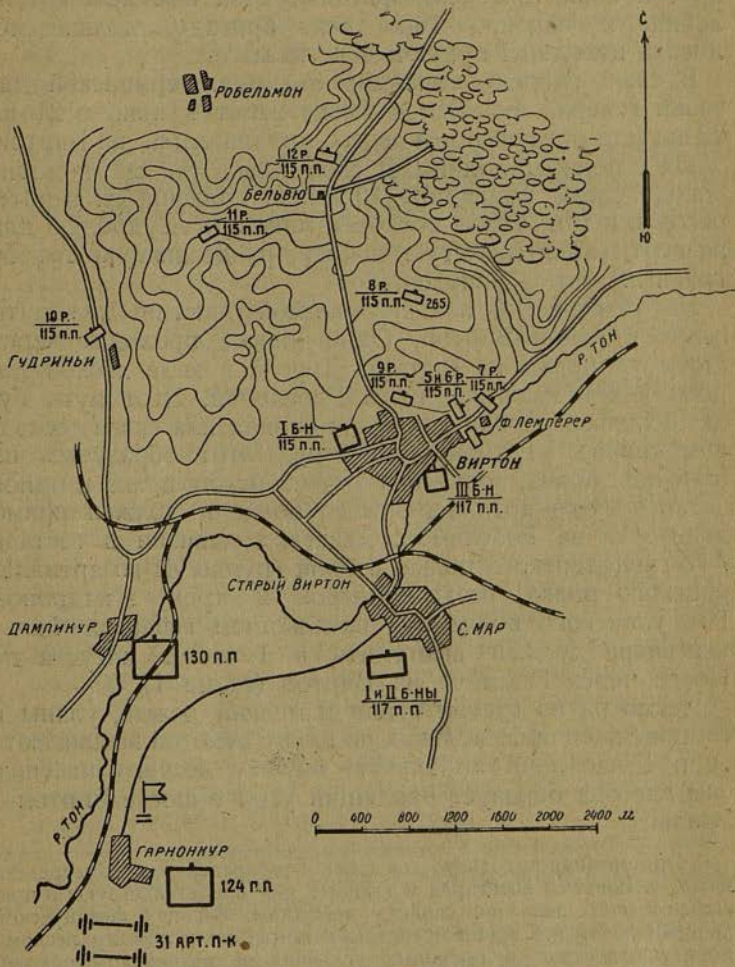 С
РОБЕЛЬМОН
12 Р.
115 П.П.
БЕЛЬВЮ
11 Р.
115 П.П.
Ю
8 Р.
115 П.П.
265
10 Р.
115 П.П.
ГУДРИНЬИ
Р. ТОН
9 Р.
115 П.П.
5 И 6 Р.
115 П.П.
7 Р.
115 П.П.
Ф. ЛЕМПЕРЕР
I Б-Н
115 П.П.
ВИРТОН
III Б-Н
117 П.П.
СТАРЫЙ ВИРТОН
ДАМПИКУР
С. МАР
130 П.П
I И II Б-НЫ
117 П.П.
Р. ТОН
0 400 800 1200 1600 2000 2400 М
ГАРНОНКУР
124 П.П
31 АРТ. П-К